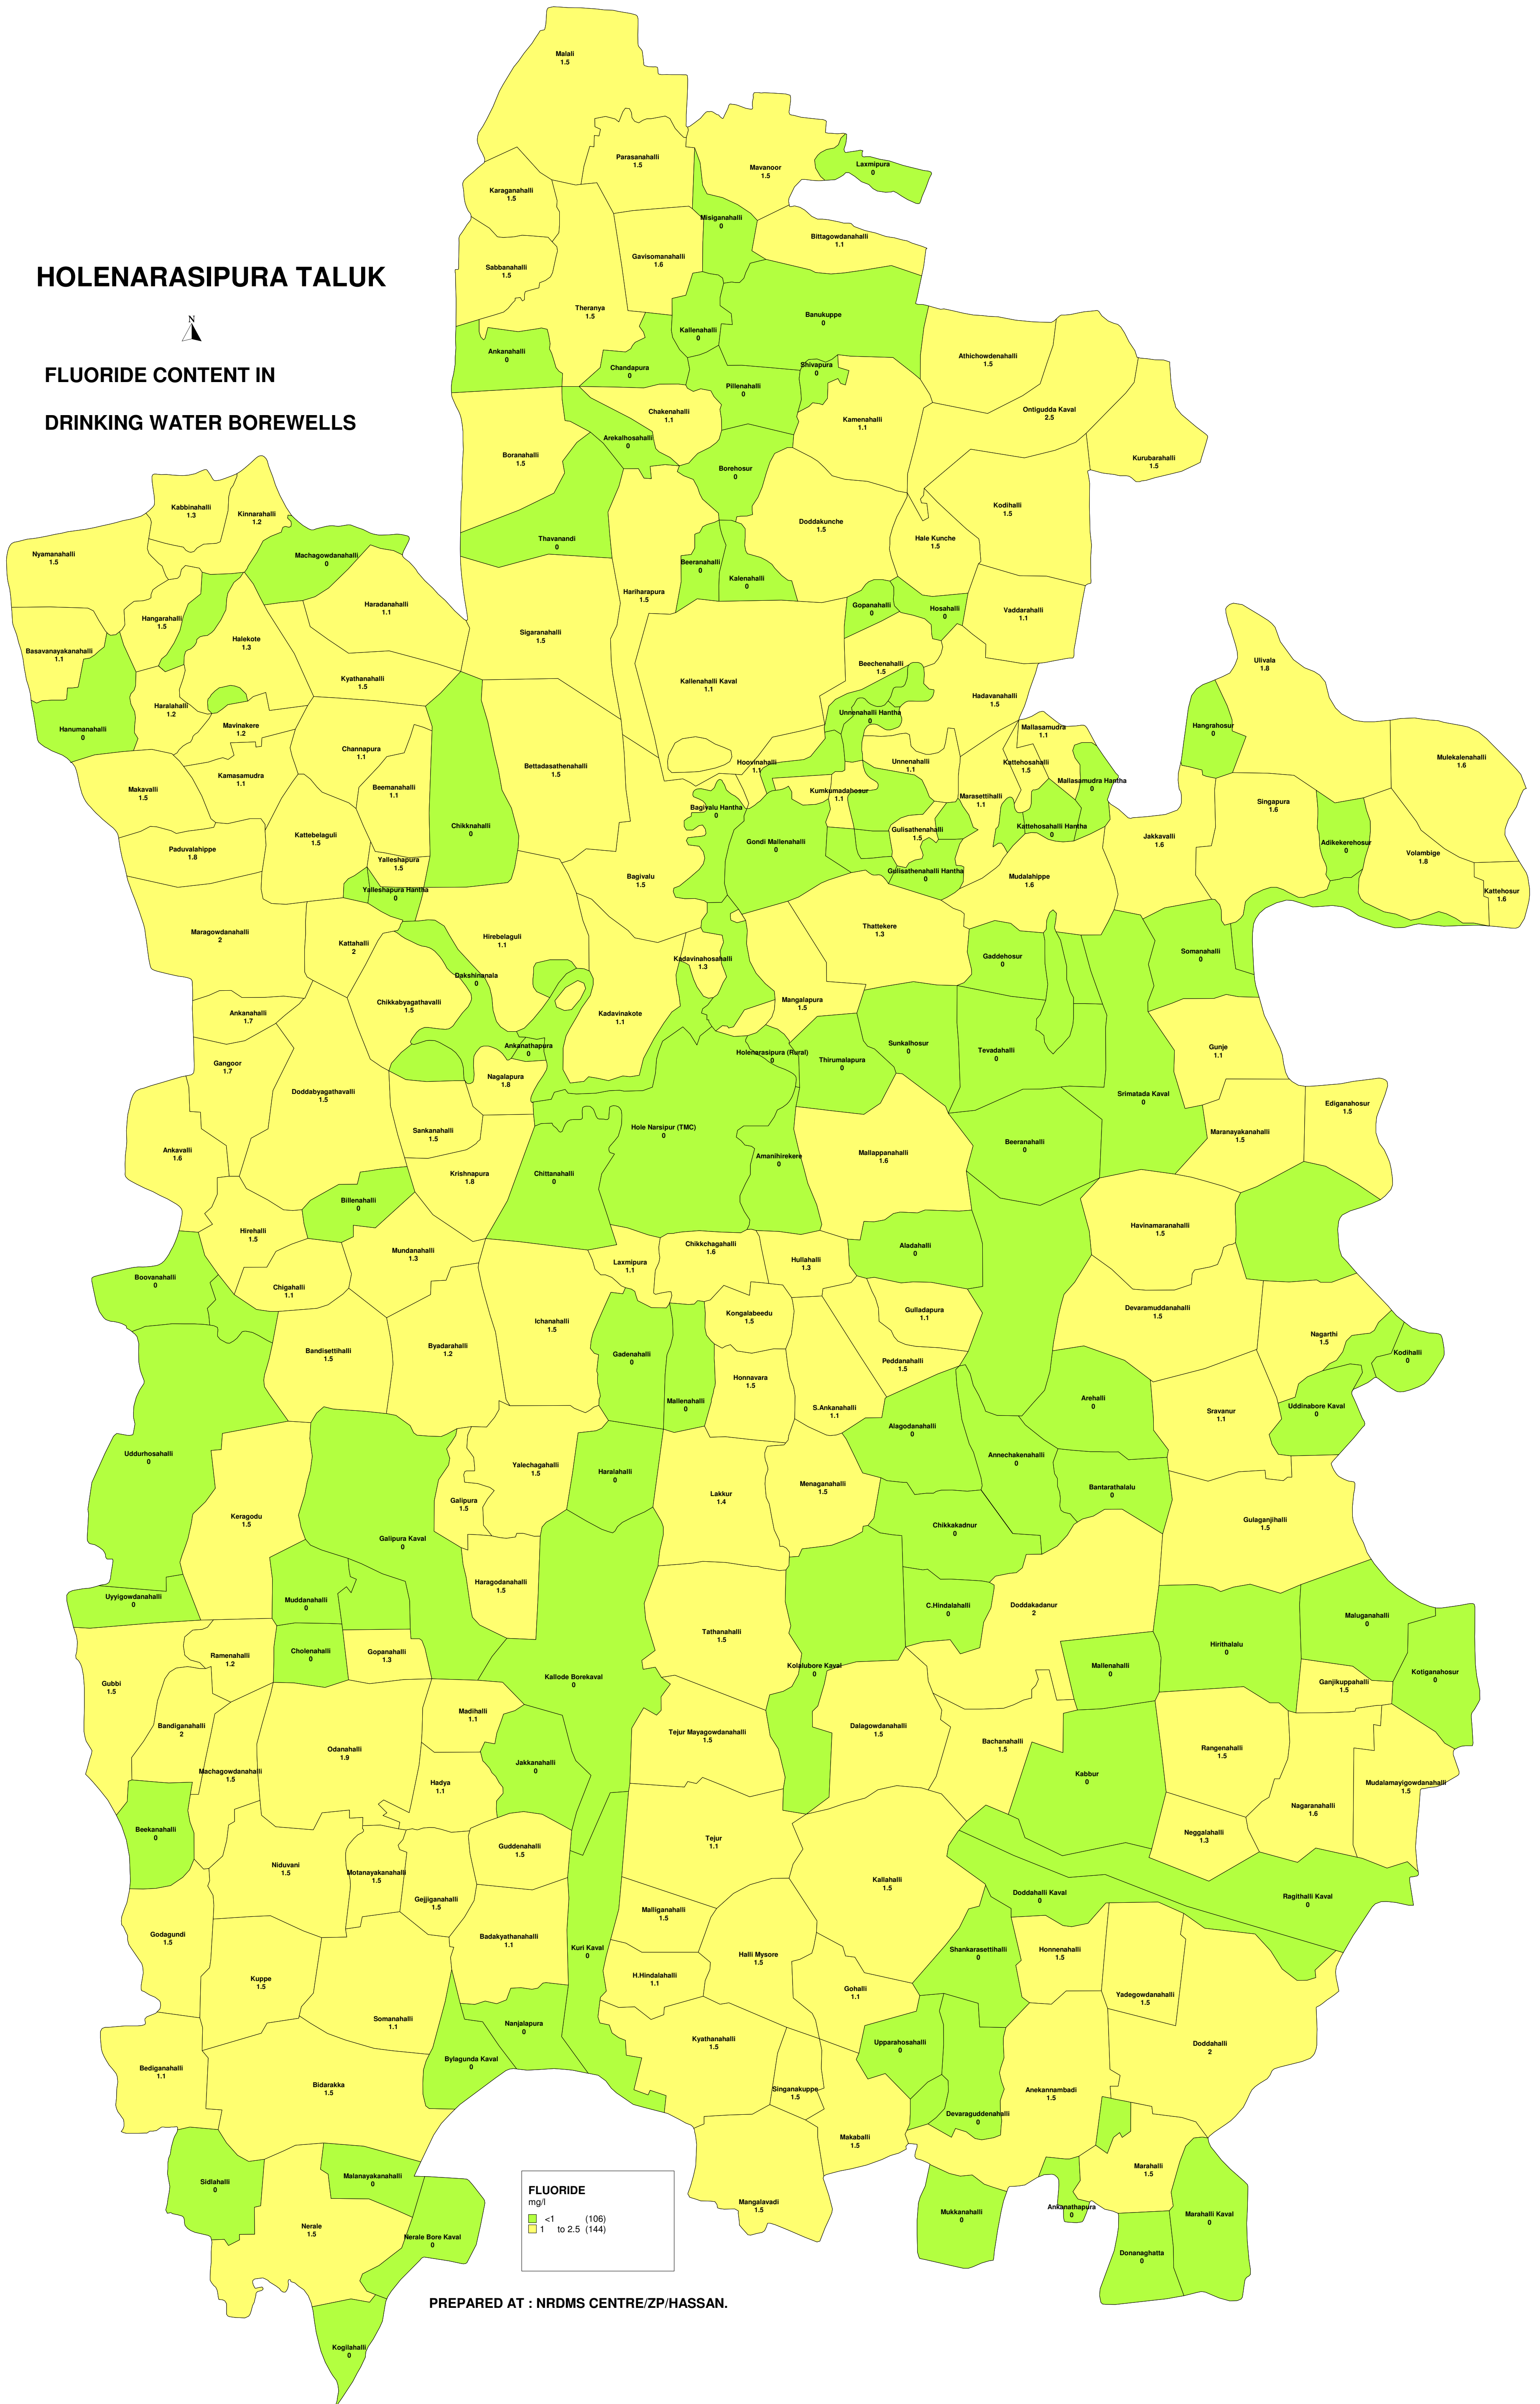 Malali
1.5
Parasanahalli
1.5
Mavanoor
1.5
Laxmipura
0
Karaganahalli
1.5
Misiganahalli
0
Bittagowdanahalli
1.1
Gavisomanahalli
1.6
Sabbanahalli
1.5
HOLENARASIPURA TALUK
N
Theranya
1.5
Banukuppe
0
Kallenahalli
0
Ankanahalli
0
Athichowdenahalli
1.5
Chandapura
0
Shivapura
0
FLUORIDE CONTENT IN
Pillenahalli
0
Chakenahalli
1.1
Ontigudda Kaval
2.5
Kamenahalli
1.1
DRINKING WATER BOREWELLS
Arekalhosahalli
0
Boranahalli
1.5
Kurubarahalli
1.5
Borehosur
0
Kabbinahalli
1.3
Kodihalli
1.5
Kinnarahalli
1.2
Doddakunche
1.5
Thavanandi
0
Hale Kunche
1.5
Nyamanahalli
1.5
Machagowdanahalli
0
Beeranahalli
0
Kalenahalli
0
Hariharapura
1.5
Haradanahalli
1.1
Gopanahalli
0
Hosahalli
0
Vaddarahalli
1.1
Hangarahalli
1.5
Sigaranahalli
1.5
Halekote
1.3
Basavanayakanahalli
1.1
Beechenahalli
1.5
Ulivala
1.8
Kyathanahalli
1.5
Kallenahalli Kaval
1.1
Hadavanahalli
1.5
Haralahalli
1.2
Unnenahalli Hantha
0
Mavinakere
1.2
Hanumanahalli
0
Hangrahosur
0
Mallasamudra
1.1
Channapura
1.1
Mulekalenahalli
1.6
Hoovinahalli
1.1
Unnenahalli
1.1
Kattehosahalli
1.5
Bettadasathenahalli
1.5
Kamasamudra
1.1
Mallasamudra Hantha
0
Beemanahalli
1.1
Makavalli
1.5
Kumkumadahosur
1.1
Marasettihalli
1.1
Singapura
1.6
Bagivalu Hantha
0
Chikknahalli
0
Kattehosahalli Hantha
0
Gulisathenahalli
1.5
Kattebelaguli
1.5
Jakkavalli
1.6
Gondi Mallenahalli
0
Adikekerehosur
0
Paduvalahippe
1.8
Volambige
1.8
Yalleshapura
1.5
Gulisathenahalli Hantha
0
Bagivalu
1.5
Mudalahippe
1.6
Yalleshapura Hantha
0
Kattehosur
1.6
Thattekere
1.3
Maragowdanahalli
2
Hirebelaguli
1.1
Kattahalli
2
Somanahalli
0
Gaddehosur
0
Kadavinahosahalli
1.3
Dakshinanala
0
Mangalapura
1.5
Chikkabyagathavalli
1.5
Ankanahalli
1.7
Kadavinakote
1.1
Sunkalhosur
0
Ankanathapura
0
Gunje
1.1
Tevadahalli
0
Holenarasipura (Rural)
0
Thirumalapura
0
Gangoor
1.7
Nagalapura
1.8
Doddabyagathavalli
1.5
Srimatada Kaval
0
Ediganahosur
1.5
Hole Narsipur (TMC)
0
Sankanahalli
1.5
Maranayakanahalli
1.5
Beeranahalli
0
Ankavalli
1.6
Mallappanahalli
1.6
Amanihirekere
0
Krishnapura
1.8
Chittanahalli
0
Billenahalli
0
Havinamaranahalli
1.5
Hirehalli
1.5
Chikkchagahalli
1.6
Aladahalli
0
Mundanahalli
1.3
Hullahalli
1.3
Laxmipura
1.1
Boovanahalli
0
Chigahalli
1.1
Devaramuddanahalli
1.5
Gulladapura
1.1
Kongalabeedu
1.5
Ichanahalli
1.5
Nagarthi
1.5
Byadarahalli
1.2
Bandisettihalli
1.5
Kodihalli
0
Gadenahalli
0
Peddanahalli
1.5
Honnavara
1.5
Arehalli
0
Mallenahalli
0
Uddinabore Kaval
0
S.Ankanahalli
1.1
Sravanur
1.1
Alagodanahalli
0
Uddurhosahalli
0
Annechakenahalli
0
Yalechagahalli
1.5
Haralahalli
0
Menaganahalli
1.5
Bantarathalalu
0
Lakkur
1.4
Galipura
1.5
Keragodu
1.5
Gulaganjihalli
1.5
Chikkakadnur
0
Galipura Kaval
0
Haragodanahalli
1.5
Uyyigowdanahalli
0
Muddanahalli
0
C.Hindalahalli
0
Doddakadanur
2
Maluganahalli
0
Tathanahalli
1.5
Hirithalalu
0
Cholenahalli
0
Gopanahalli
1.3
Ramenahalli
1.2
Kolalubore Kaval
0
Mallenahalli
0
Kotiganahosur
0
Kallode Borekaval
0
Ganjikuppahalli
1.5
Gubbi
1.5
Madihalli
1.1
Bandiganahalli
2
Dalagowdanahalli
1.5
Tejur Mayagowdanahalli
1.5
Bachanahalli
1.5
Odanahalli
1.9
Rangenahalli
1.5
Jakkanahalli
0
Machagowdanahalli
1.5
Kabbur
0
Hadya
1.1
Mudalamayigowdanahalli
1.5
Nagaranahalli
1.6
Beekanahalli
0
Neggalahalli
1.3
Tejur
1.1
Guddenahalli
1.5
Niduvani
1.5
Motanayakanahalli
1.5
Kallahalli
1.5
Doddahalli Kaval
0
Ragithalli Kaval
0
Gejjiganahalli
1.5
Malliganahalli
1.5
Godagundi
1.5
Badakyathanahalli
1.1
Kuri Kaval
0
Shankarasettihalli
0
Honnenahalli
1.5
Halli Mysore
1.5
Kuppe
1.5
H.Hindalahalli
1.1
Gohalli
1.1
Yadegowdanahalli
1.5
Somanahalli
1.1
Nanjalapura
0
Kyathanahalli
1.5
Upparahosahalli
0
Doddahalli
2
Bylagunda Kaval
0
Bediganahalli
1.1
Bidarakka
1.5
Singanakuppe
1.5
Anekannambadi
1.5
Devaraguddenahalli
0
Makaballi
1.5
Marahalli
1.5
Malanayakanahalli
0
Sidlahalli
0
FLUORIDE
mg/l
<1 (106)
1 to 2.5 (144)
Mangalavadi
1.5
Ankanathapura
0
Mukkanahalli
0
Marahalli Kaval
0
Nerale
1.5
Nerale Bore Kaval
0
Donanaghatta
0
PREPARED AT : NRDMS CENTRE/ZP/HASSAN.
Kogilahalli
0